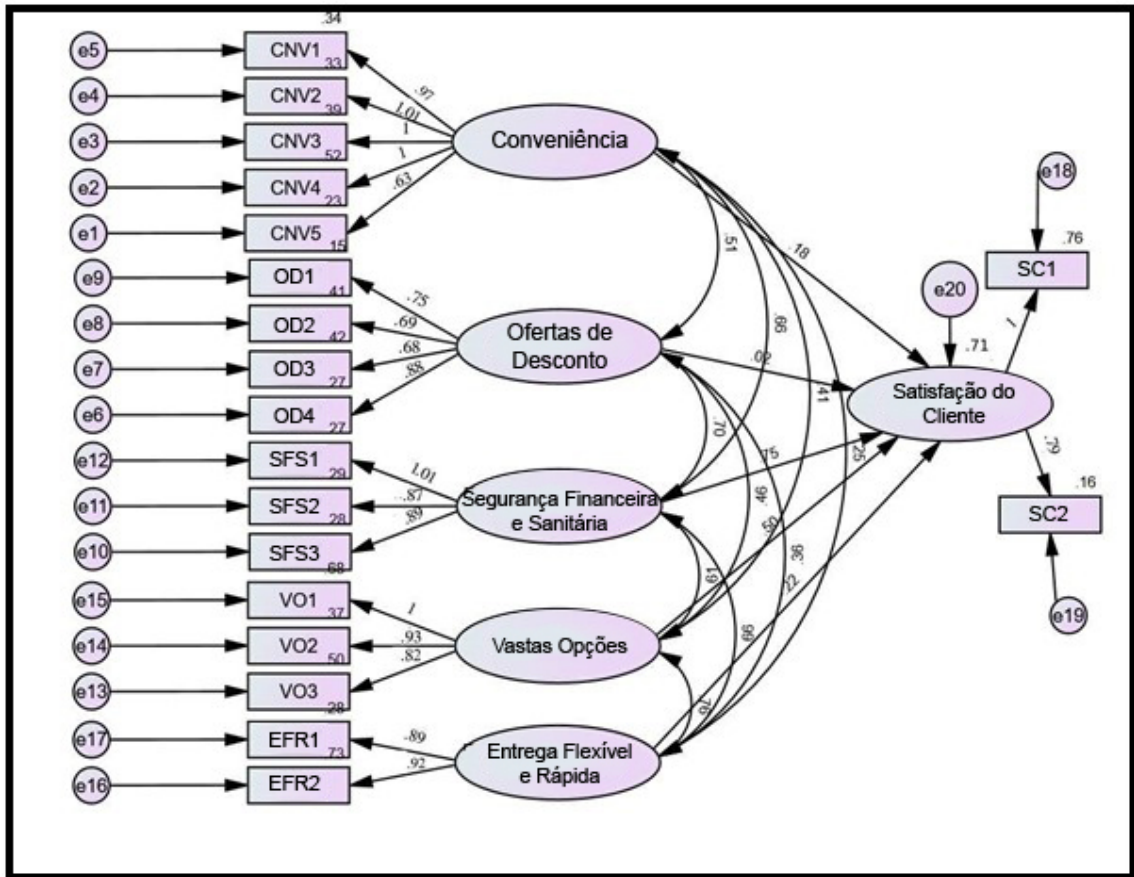 .34
e5
CNV1
.33
.97
e4
CNV2
.39
1.01
e3
CNV3
.52
1
Conveniência
e2
CNV4
.23
1
e1
CNV5
.15
.63
e9
OD1
.41
.75
e8
OD2
.42
.69
e7
OD3
.27
.68
Ofertas de
Desconto
e6
OD4
.27
.88
e12
SFS1
.29
1.01
e11
SFS2
.28
.87
Segurança Financeira
e Sanitária
e10
SFS3
.68
.89
e15
VO1
.37
1
e14
VO2
.50
.93
Vastas Opções
e13
VO3
.28
.82
e17
EFR1
.73
.89
Entrega Flexível
e Rápida
e16
EFR2
.92
.51
.18
.66
.02
.41
.70
.75
.25
.46
.50
.36
.61
.22
.66
.76
e18
.76
SC1
e20
.71
1
Satisfação do
Cliente
.79
.16
SC2
e19